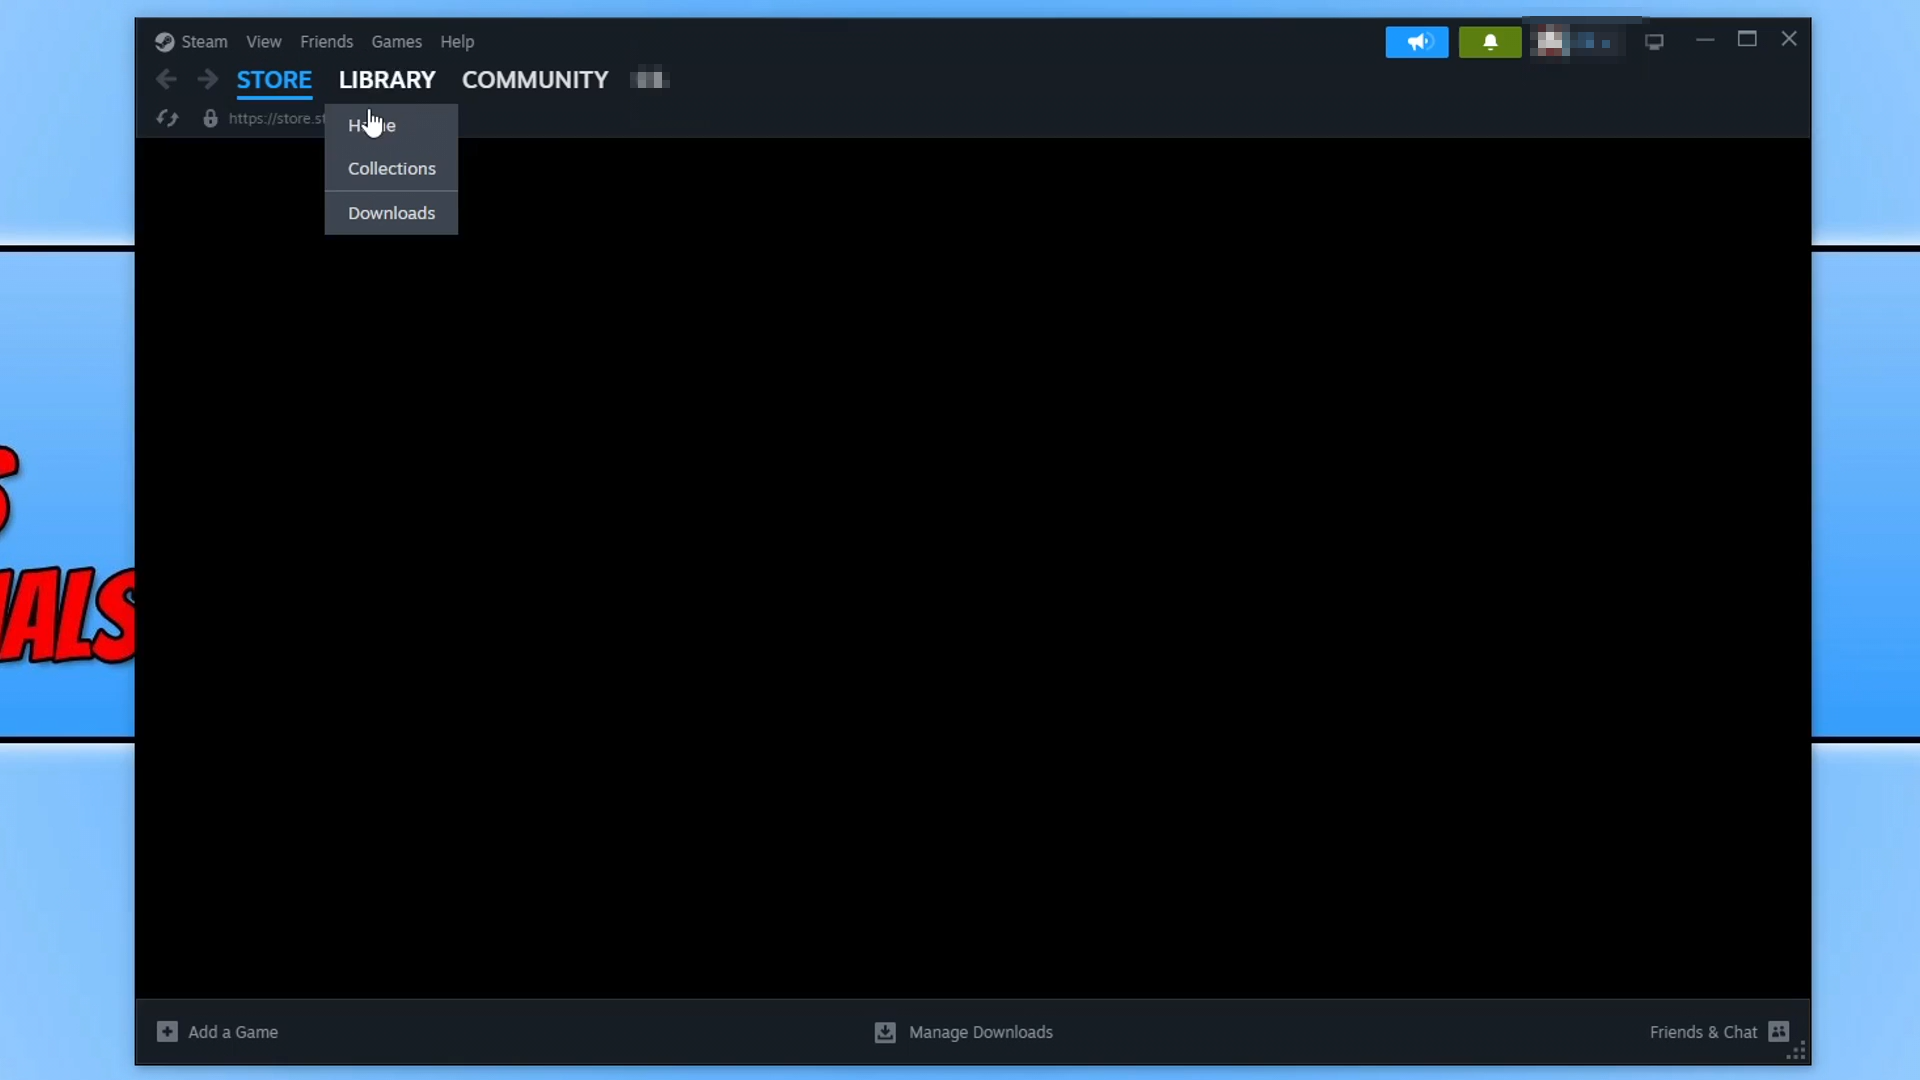 Steam View Friends Games Help
STORE LIBRARY COMMUNITY
https://store.st
Home
Collections
Downloads
IALS
Add a Game
Manage Downloads
Friends & Chat